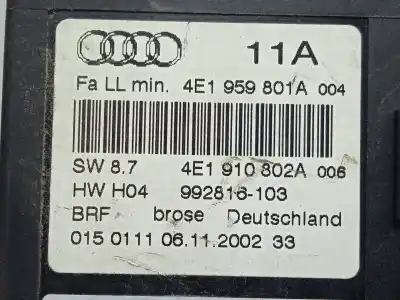 11A
Fa LL min. 4E1 959 801A 004
SW 8.7 4E1 910 802A 006
HW H04 992816-103
BRF brose Deutschland
015 0111 06.11.2002 33